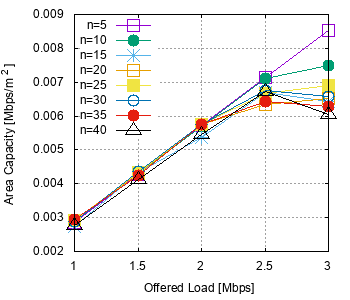 0.009
0.008
0.007
0.006
0.005
0.004
0.003
0.002
Area Capacity [Mbps/m²]
n=5
n=10
n=15
n=20
n=25
n=30
n=35
n=40
1 1.5 2 2.5 3
Offered Load [Mbps]